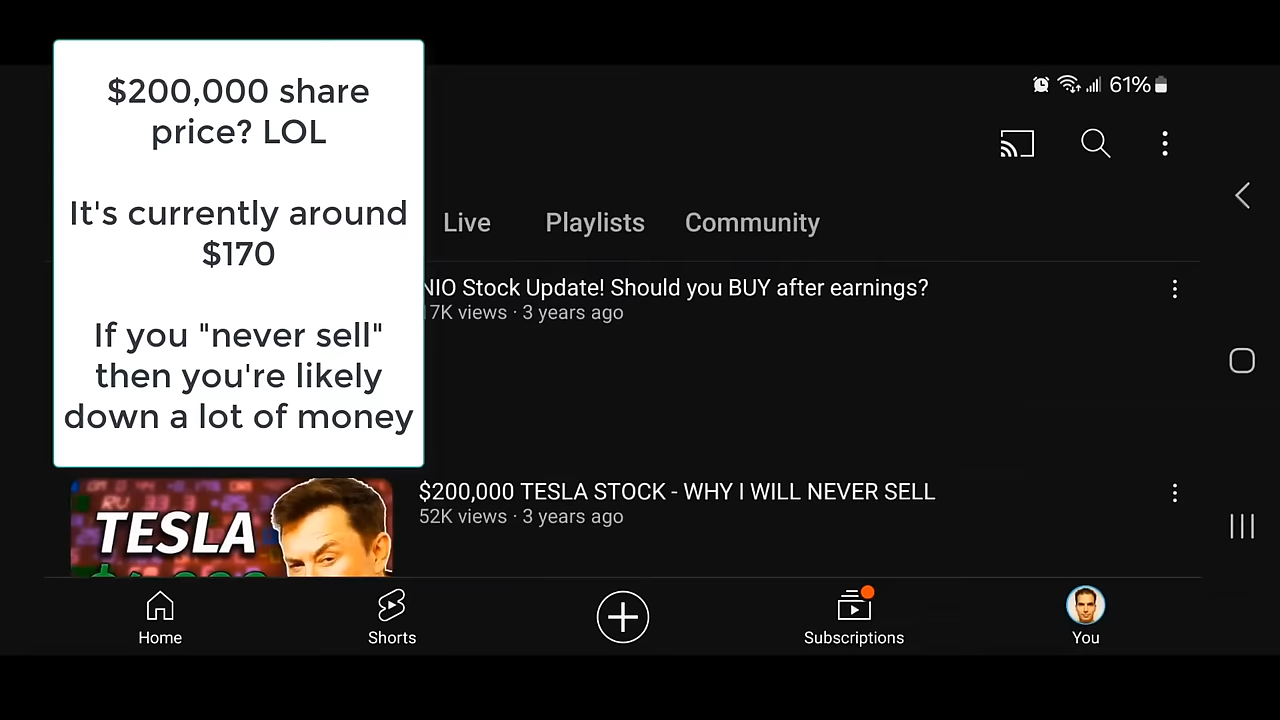 $200,000 share
price? LOL
It's currently around
$170
If you "never sell"
then you're likely
down a lot of money
61%
Live
Playlists
Community
NIO Stock Update! Should you BUY after earnings?
17K views · 3 years ago
TESLA
$200,000 TESLA STOCK - WHY I WILL NEVER SELL
52K views · 3 years ago
Home
Shorts
Subscriptions
You